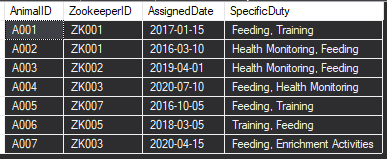 AnimalID ZookeeperID AssignedDate SpecificDuty
A001 ZK001 2017-01-15 Feeding, Training
A002 ZK001 2016-03-10 Health Monitoring, Feeding
A003 ZK002 2019-04-01 Health Monitoring, Feeding
A004 ZK003 2020-07-10 Feeding, Health Monitoring
A005 ZK007 2016-10-05 Feeding, Training
A006 ZK005 2018-03-05 Training, Feeding
A007 ZK003 2020-04-15 Feeding, Enrichment Activities